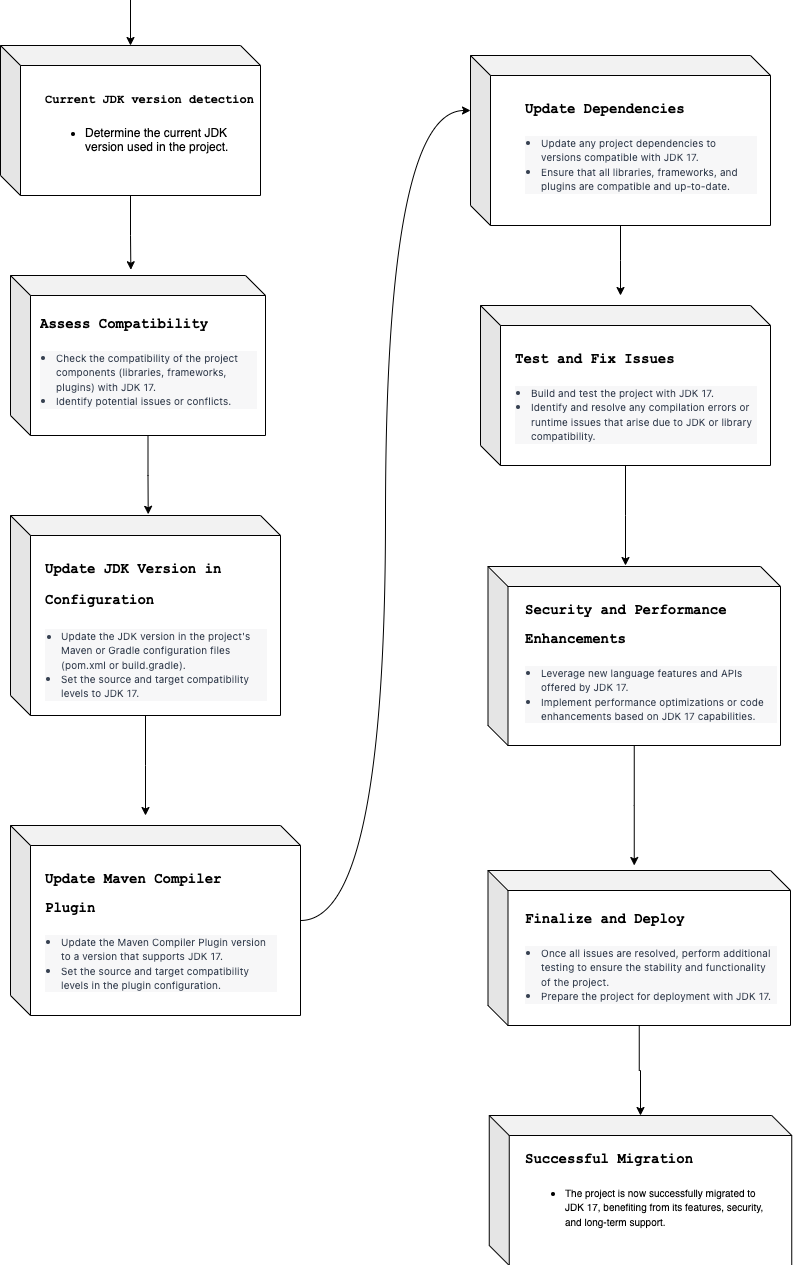 Current JDK version detection
• Determine the current JDK
version used in the project.
Assess Compatibility
• Check the compatibility of the project
components (libraries, frameworks,
plugins) with JDK 17.
• Identify potential issues or conflicts.
Update JDK Version in
Configuration
• Update the JDK version in the project's
Maven or Gradle configuration files
(pom.xml or build.gradle).
• Set the source and target compatibility
levels to JDK 17.
Update Maven Compiler
Plugin
• Update the Maven Compiler Plugin version
to a version that supports JDK 17.
• Set the source and target compatibility
levels in the plugin configuration.
Update Dependencies
• Update any project dependencies to
versions compatible with JDK 17.
• Ensure that all libraries, frameworks, and
plugins are compatible and up-to-date.
Test and Fix Issues
• Build and test the project with JDK 17.
• Identify and resolve any compilation errors or
runtime issues that arise due to JDK or library
compatibility.
Security and Performance
Enhancements
• Leverage new language features and APIs
offered by JDK 17.
• Implement performance optimizations or code
enhancements based on JDK 17 capabilities.
Finalize and Deploy
• Once all issues are resolved, perform additional
testing to ensure the stability and functionality
of the project.
• Prepare the project for deployment with JDK 17.
Successful Migration
• The project is now successfully migrated to
JDK 17, benefiting from its features, security,
and long-term support.